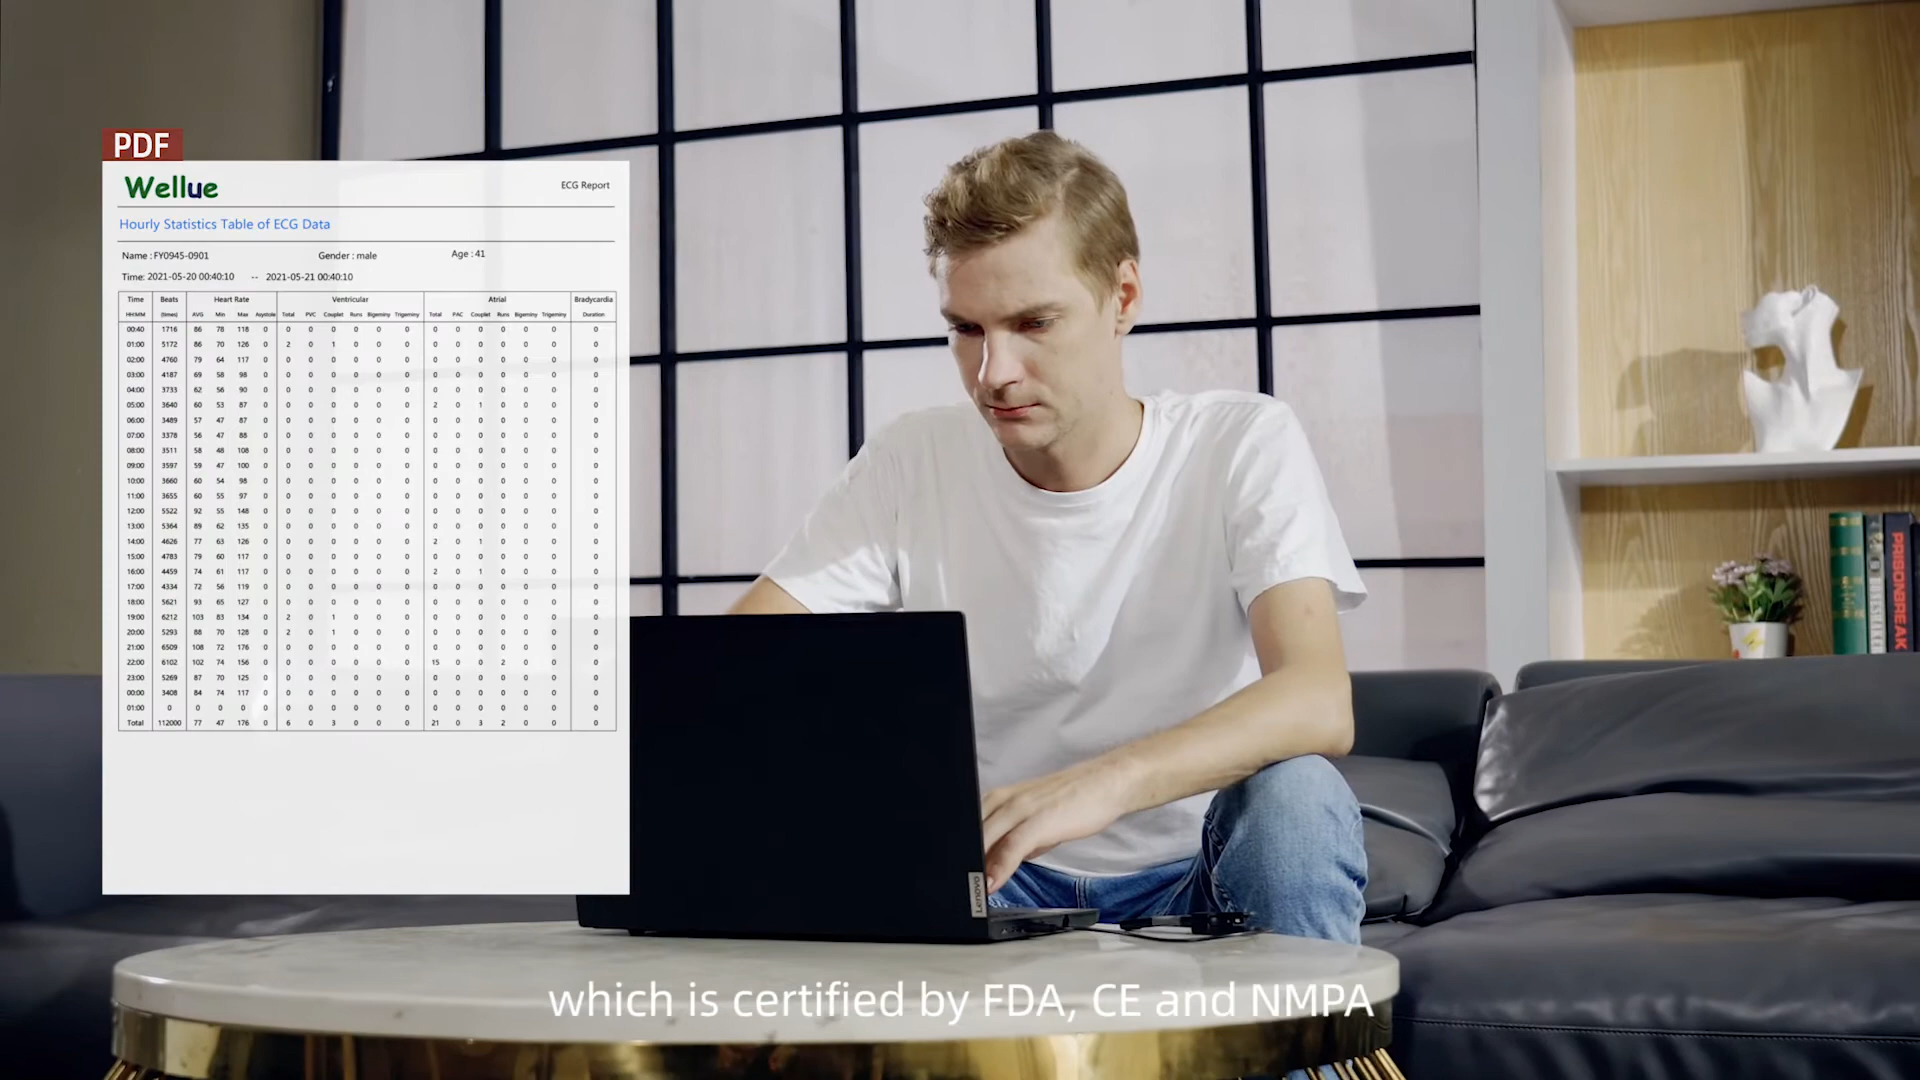 PDF
Wellue
ECG Report
Hourly Statistics Table of ECG Data
Name : FY0945-0901 Gender : male Age : 41
Time: 2021-05-20 00:40:10 -- 2021-05-21 00:40:10
Time Beats Heart Rate Ventricular Atrial Bradycardia
HH:MM (times) AVG Min Max Asystole Total PVC Couplet Runs Bigeminy Trigeminy Total PAC Couplet Runs Bigeminy Trigeminy Duration
00:40 1716 86 78 118 0 0 0 0 0 0 0 0 0 0 0 0 0 0
01:00 5172 86 70 126 0 2 0 1 0 0 0 0 0 0 0 0 0 0
02:00 4760 79 64 117 0 0 0 0 0 0 0 0 0 0 0 0 0 0
03:00 4187 69 58 98 0 0 0 0 0 0 0 0 0 0 0 0 0 0
04:00 3733 62 56 90 0 0 0 0 0 0 0 0 0 0 0 0 0 0
05:00 3640 60 53 87 0 0 0 0 0 0 0 2 0 1 0 0 0 0
06:00 3489 57 47 87 0 0 0 0 0 0 0 0 0 0 0 0 0 0
07:00 3378 56 47 88 0 0 0 0 0 0 0 0 0 0 0 0 0 0
08:00 3511 58 48 108 0 0 0 0 0 0 0 0 0 0 0 0 0 0
09:00 3597 59 47 100 0 0 0 0 0 0 0 0 0 0 0 0 0 0
10:00 3660 60 54 98 0 0 0 0 0 0 0 0 0 0 0 0 0 0
11:00 3655 60 55 97 0 0 0 0 0 0 0 0 0 0 0 0 0 0
12:00 5522 92 55 148 0 0 0 0 0 0 0 0 0 0 0 0 0 0
13:00 5364 89 62 135 0 0 0 0 0 0 0 0 0 0 0 0 0 0
14:00 4626 77 63 126 0 0 0 0 0 0 0 2 0 1 0 0 0 0
15:00 4783 79 60 117 0 0 0 0 0 0 0 0 0 0 0 0 0 0
16:00 4459 74 61 117 0 0 0 0 0 0 0 2 0 1 0 0 0 0
17:00 4334 72 56 119 0 0 0 0 0 0 0 0 0 0 0 0 0 0
18:00 5621 93 65 127 0 0 0 0 0 0 0 0 0 0 0 0 0 0
19:00 6212 103 83 134 0 2 0 1 0 0 0 0 0 0 0 0 0 0
20:00 5293 88 70 128 0 2 0 1 0 0 0 0 0 0 0 0 0 0
21:00 6509 108 72 176 0 0 0 0 0 0 0 0 0 0 0 0 0 0
22:00 6102 102 74 156 0 0 0 0 0 0 0 15 0 0 2 0 0 0
23:00 5269 87 70 125 0 0 0 0 0 0 0 0 0 0 0 0 0 0
00:00 3408 84 74 117 0 0 0 0 0 0 0 0 0 0 0 0 0 0
01:00 0 0 0 0 0 0 0 0 0 0 0 0 0 0 0 0 0 0
Total 112000 77 47 176 0 6 0 3 0 0 0 21 0 3 2 0 0 0
PRISONBREAK
Lenovo
which is certified by FDA, CE and NMPA